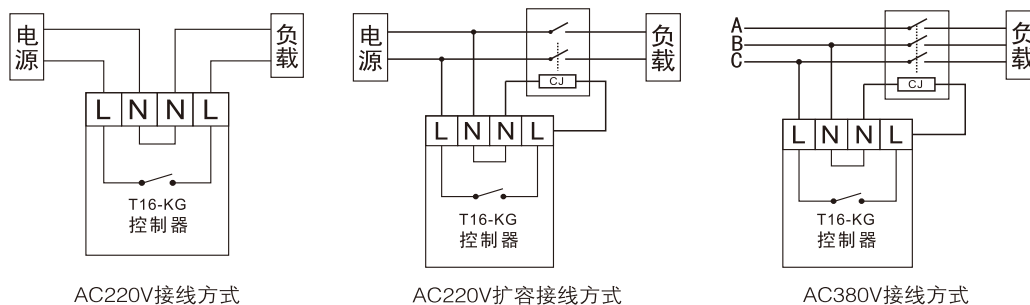 电源
负载
L N N L
T16-KG
控制器
AC220V接线方式
电源
负载
CJ
L N N L
T16-KG
控制器
AC220V扩容接线方式
A
B
C
负载
CJ
L N N L
T16-KG
控制器
AC380V接线方式